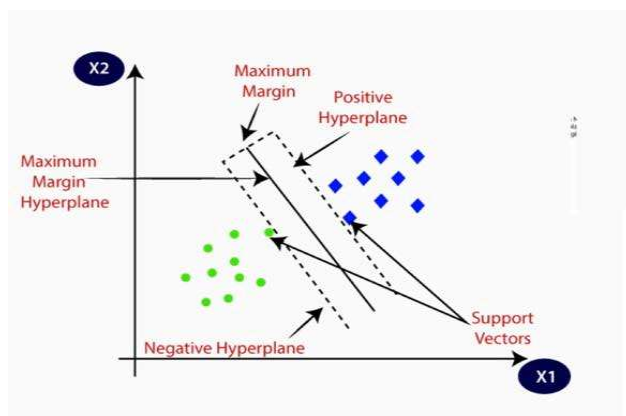 X2
Maximum
Margin
Positive
Hyperplane
Maximum
Margin
Hyperplane
Support
Vectors
Negative Hyperplane
X1